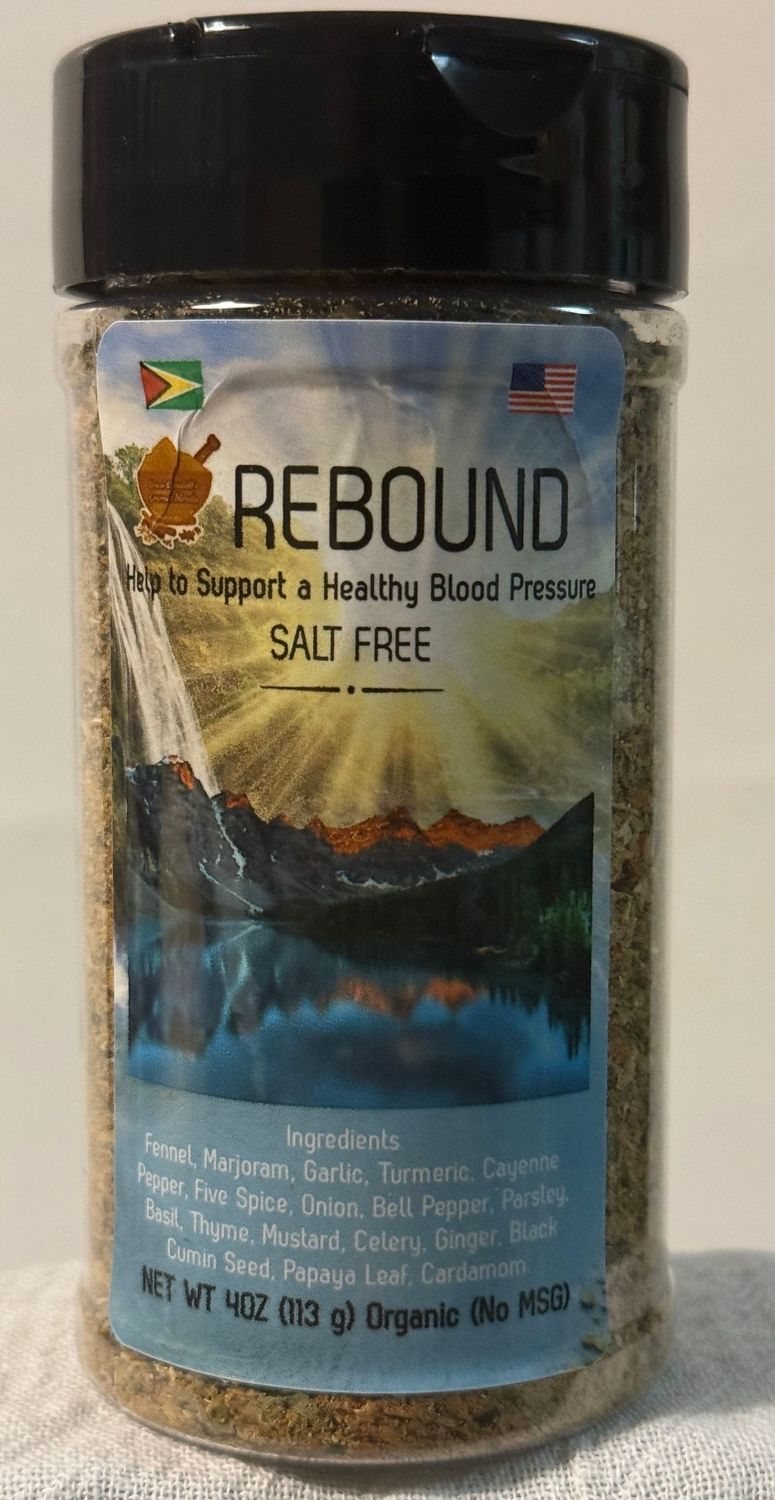 REBOUND
Help to Support a Healthy Blood Pressure
SALT FREE
Ingredients
Fennel, Marjoram, Garlic, Turmeric, Cayenne
Pepper, Five Spice, Onion, Bell Pepper, Parsley,
Basil, Thyme, Mustard, Celery, Ginger, Black
Cumin Seed, Papaya Leaf, Cardamom
NET WT 4OZ (113 g) Organic (No MSG)